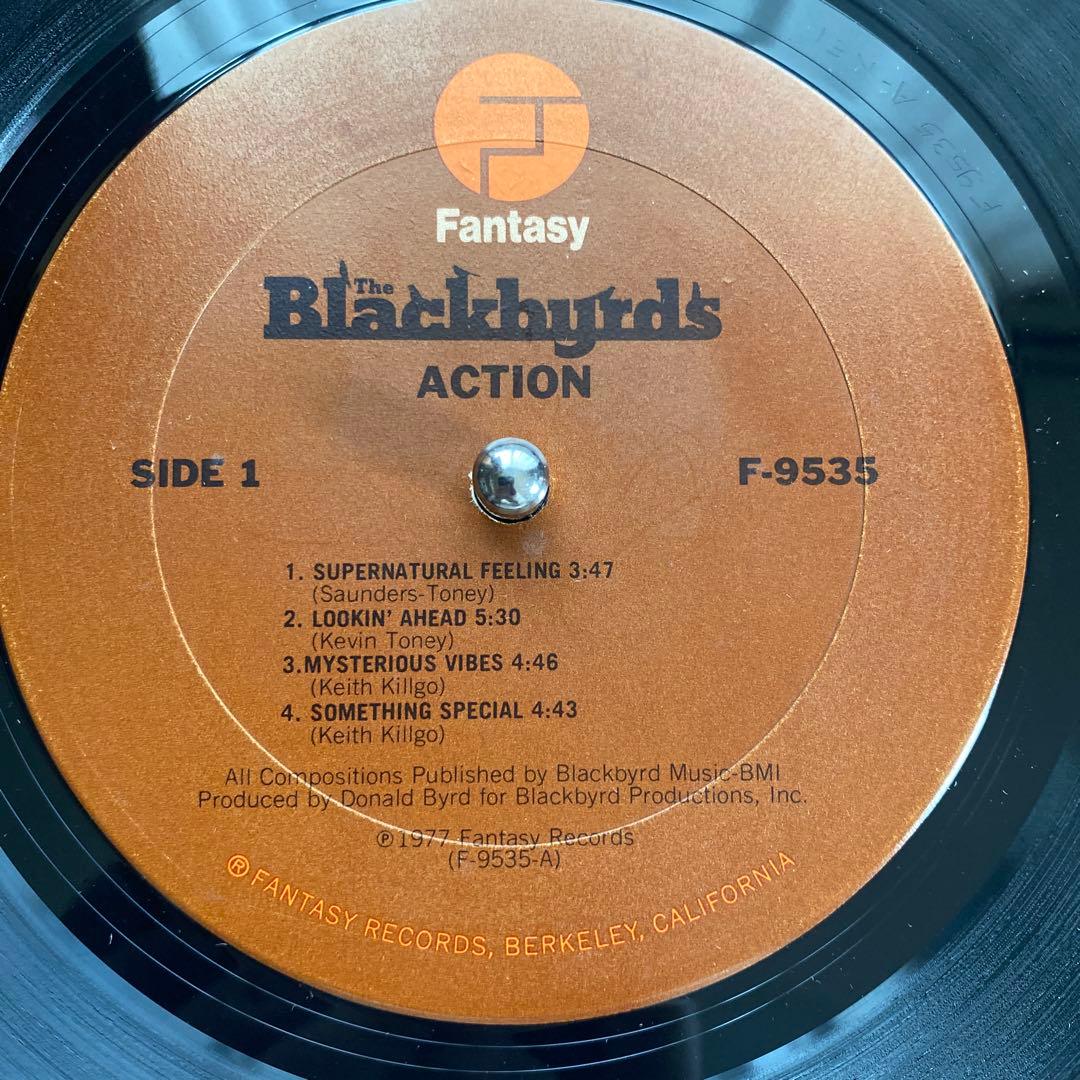 Fantasy
The Blackbyrds
ACTION
SIDE 1
F-9535
1. SUPERNATURAL FEELING 3:47
(Saunders-Toney)
2. LOOKIN' AHEAD 5:30
(Kevin Toney)
3.MYSTERIOUS VIBES 4:46
(Keith Killgo)
4. SOMETHING SPECIAL 4:43
(Keith Killgo)
All Compositions Published by Blackbyrd Music-BMI
Produced by Donald Byrd for Blackbyrd Productions, Inc.
℗1977 Fantasy Records
(F-9535-A)
®FANTASY RECORDS, BERKELEY, CALIFORNIA
F 9535